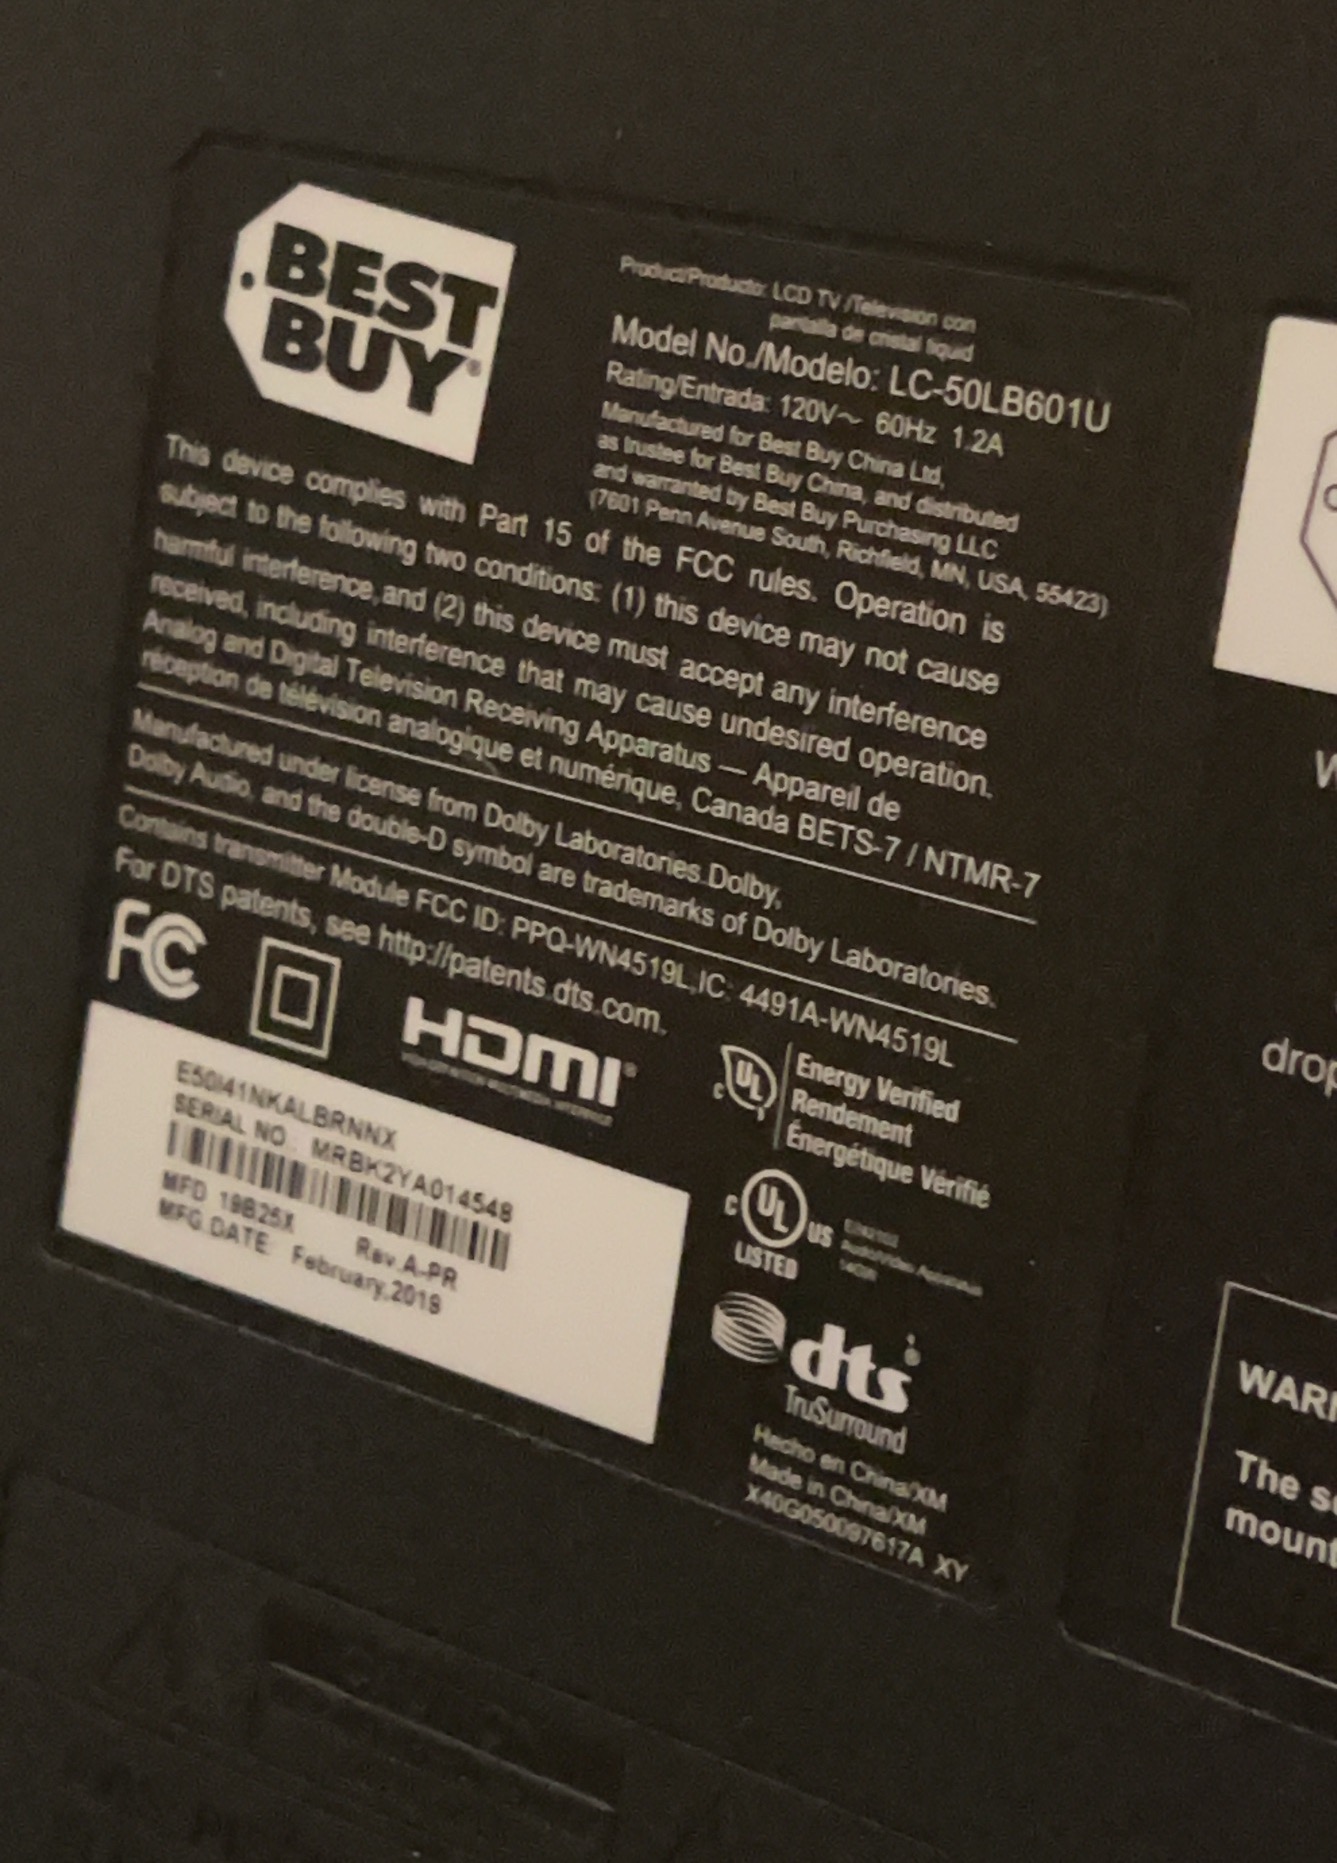 BEST
BUY
Product/Producto: LCD TV /Televisión con
pantalla de cristal líquid
Model No./Modelo: LC-50LB601U
Rating/Entrada: 120V~ 60Hz 1.2A
Manufactured for Best Buy China Ltd,
as trustee for Best Buy China, and distributed
and warranted by Best Buy Purchasing LLC
(7601 Penn Avenue South, Richfield, MN, USA, 55423)
This device complies with Part 15 of the FCC rules. Operation is
subject to the following two conditions: (1) this device may not cause
harmful interference,and (2) this device must accept any interference
received, including interference that may cause undesired operation.
Analog and Digital Television Receiving Apparatus — Appareil de
réception de télévision analogique et numérique, Canada BETS-7 / NTMR-7
Manufactured under license from Dolby Laboratories.Dolby,
Dolby Audio, and the double-D symbol are trademarks of Dolby Laboratories.
Contains transmitter Module FCC ID: PPQ-WN4519L,IC: 4491A-WN4519L
For DTS patents, see http://patents.dts.com.
FC
HDMI®
E50I41NKALBRNNX
SERIAL NO.: MRBK2YA014548
MFD 19B25X Rev.A-PR
MFG.DATE: February,2019
c UL Energy Verified
Rendement
Énergétique Vérifié
c UL US
LISTED
Audio/Video Apparatus
dts
TruSurround
Hecho en China/XM
Made in China/XM
X40G050097617A XY
W
drop
WAR
The s
mount